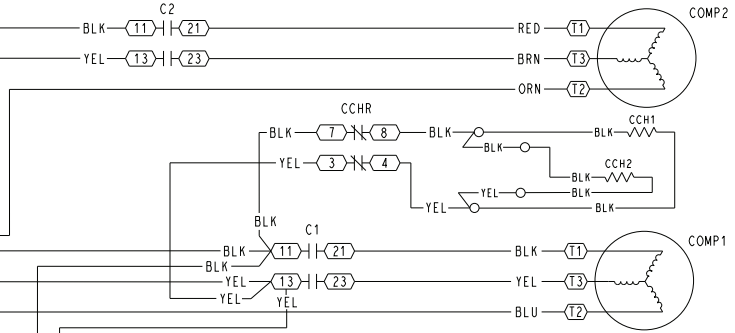 C2
COMP2
BLK 11 21 RED T1
YEL 13 23 BRN T3
ORN T2
CCHR
CCH1
BLK 7 8 BLK BLK
BLK
CCH2
YEL 3 4 BLK
YEL BLK
YEL BLK
BLK
C1
COMP1
BLK 11 21 BLK T1
BLK
YEL 13 23 YEL T3
YEL YEL
BLU T2